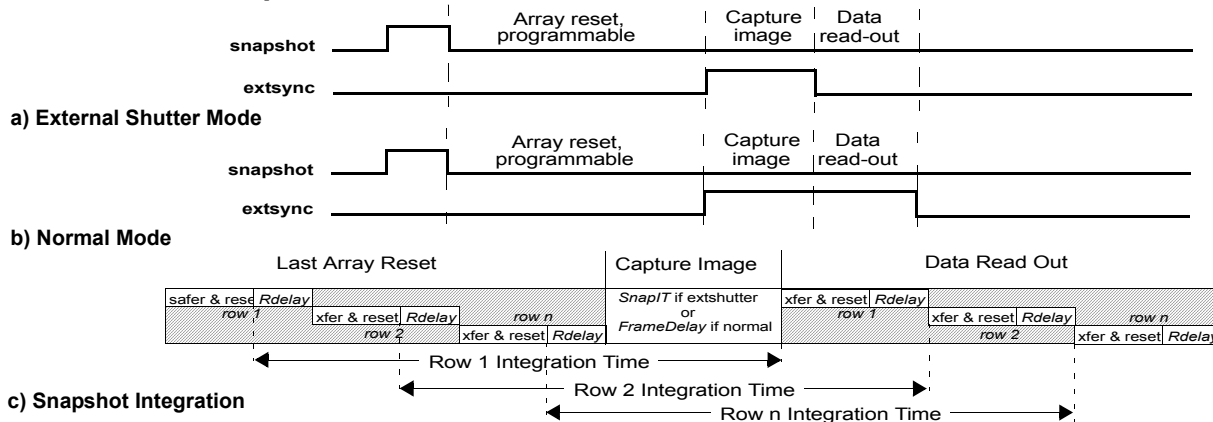 Array reset,
programmable
Capture
image
Data
read-out
snapshot
extsync
a) External Shutter Mode
Array reset,
programmable
Capture
image
Data
read-out
snapshot
extsync
b) Normal Mode
Last Array Reset
Capture Image
Data Read Out
safer & rese Rdelay
row 1
xfer & reset Rdelay
row 2
row n
xfer & reset Rdelay
SnapIT if extshutter
or
FrameDelay if normal
xfer & reset Rdelay
row 1
xfer & reset Rdelay
row 2
row n
xfer & reset Rdelay
Row 1 Integration Time
Row 2 Integration Time
c) Snapshot Integration
Row n Integration Time